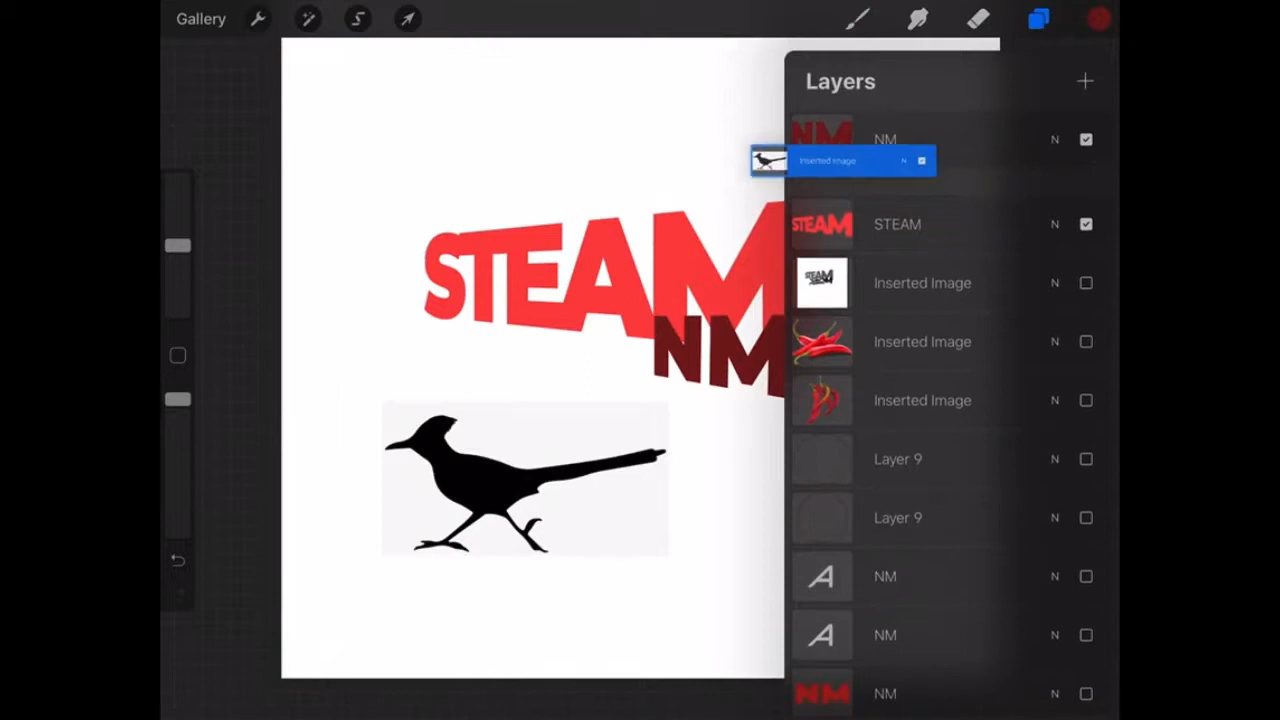 Gallery
Layers
NM N
Inserted Image N
STEAM N
Inserted Image N
Inserted Image N
Inserted Image N
Layer 9 N
Layer 9 N
A NM N
A NM N
NM NM N
STEAM
NM